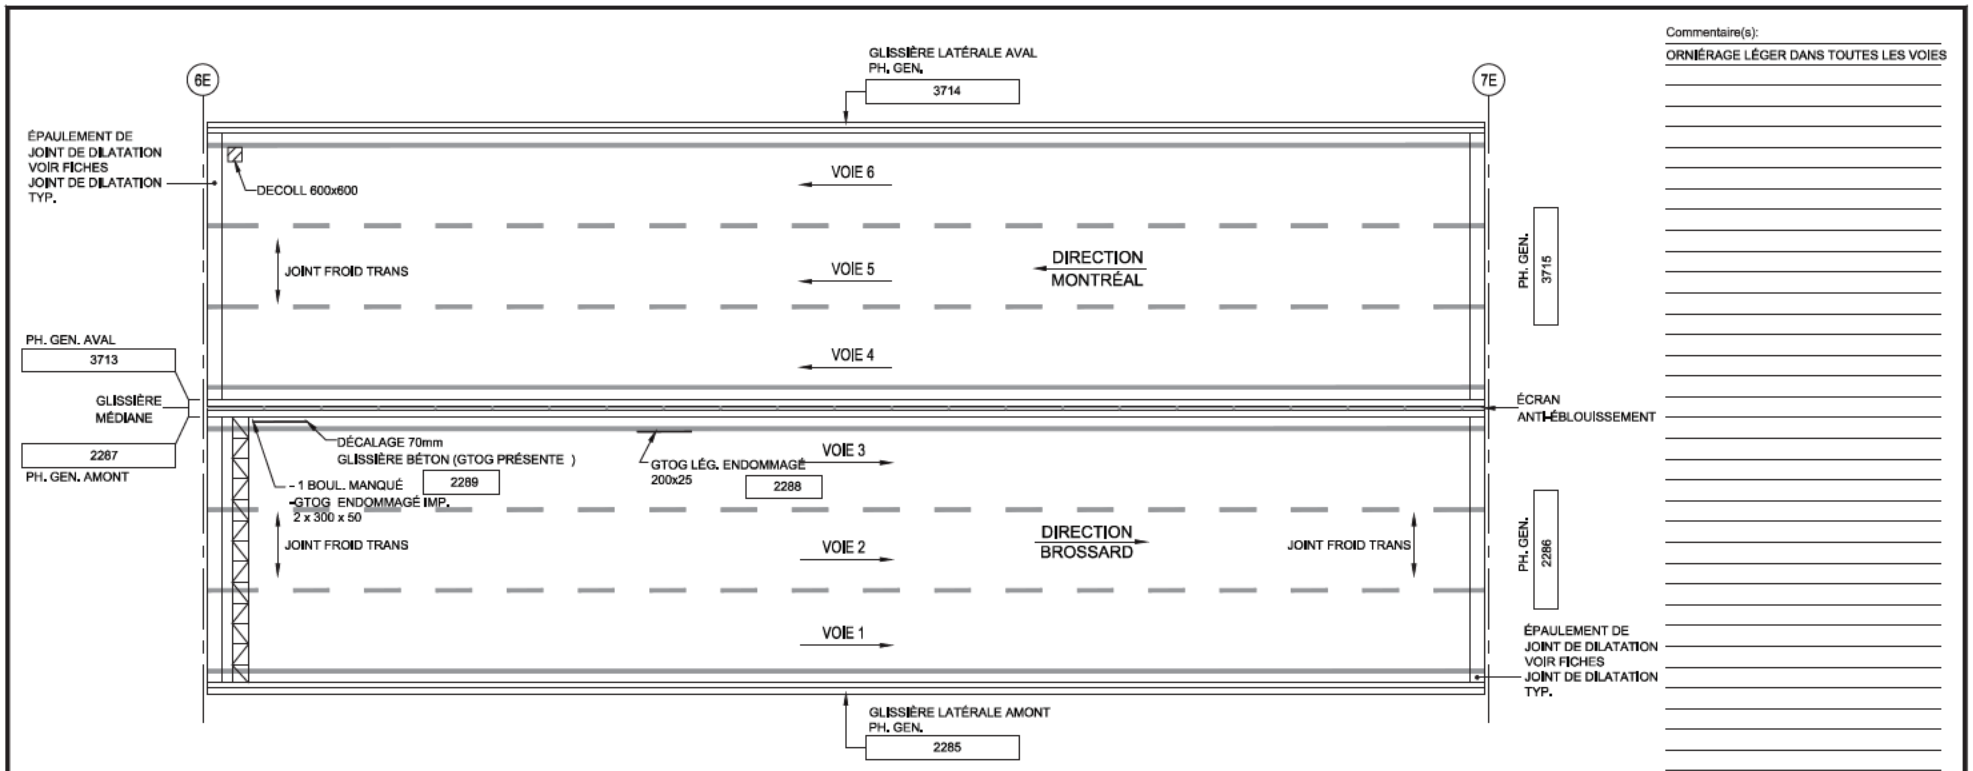 Commentaire(s):
ORNIÉRAGE LÉGER DANS TOUTES LES VOIES
GLISSIÈRE LATÉRALE AVAL
PH. GEN.
3714
6E
7E
ÉPAULEMENT DE
JOINT DE DILATATION
VOIR FICHES
JOINT DE DILATATION
TYP.
DECOLL 600x600
VOIE 6
JOINT FROID TRANS
VOIE 5
DIRECTION
MONTRÉAL
PH. GEN.
3715
VOIE 4
PH. GEN. AVAL
3713
GLISSIÈRE
MÉDIANE
2287
PH. GEN. AMONT
ÉCRAN
ANTI-ÉBLOUISSEMENT
DÉCALAGE 70mm
GLISSIÈRE BÉTON (GTOG PRÉSENTE )
- 1 BOUL. MANQUÉ
2289
-GTOG ENDOMMAGÉ IMP.
2 x 300 x 50
GTOG LÉG. ENDOMMAGÉ
200x25
2288
VOIE 3
JOINT FROID TRANS
VOIE 2
DIRECTION
BROSSARD
JOINT FROID TRANS
PH. GEN.
2286
VOIE 1
ÉPAULEMENT DE
JOINT DE DILATATION
VOIR FICHES
JOINT DE DILATATION
TYP.
GLISSIÈRE LATÉRALE AMONT
PH. GEN.
2285